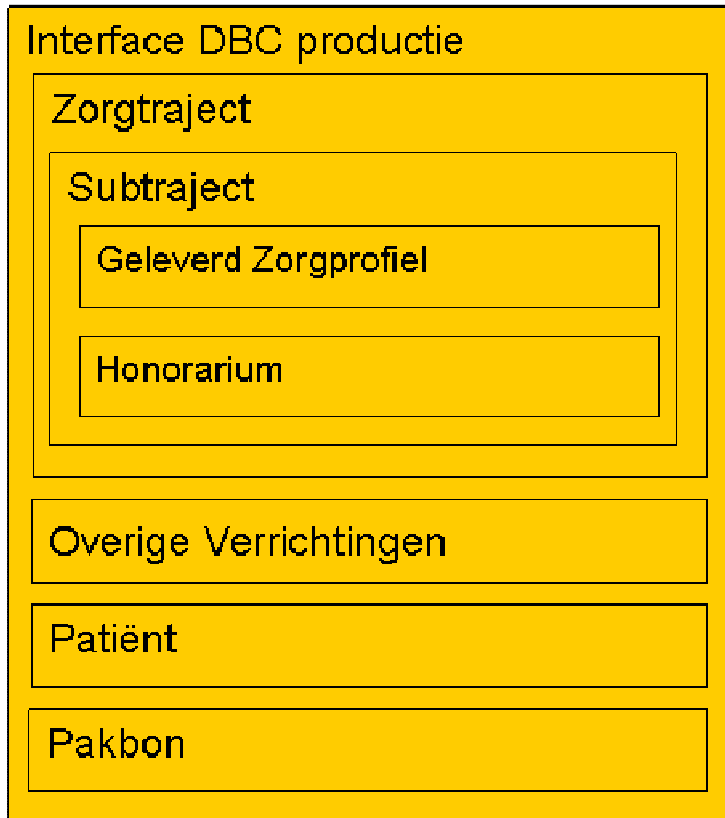 Interface DBC productie
Zorgtraject
Subtraject
Geleverd Zorgprofiel
Honorarium
Overige Verrichtingen
Patiënt
Pakbon